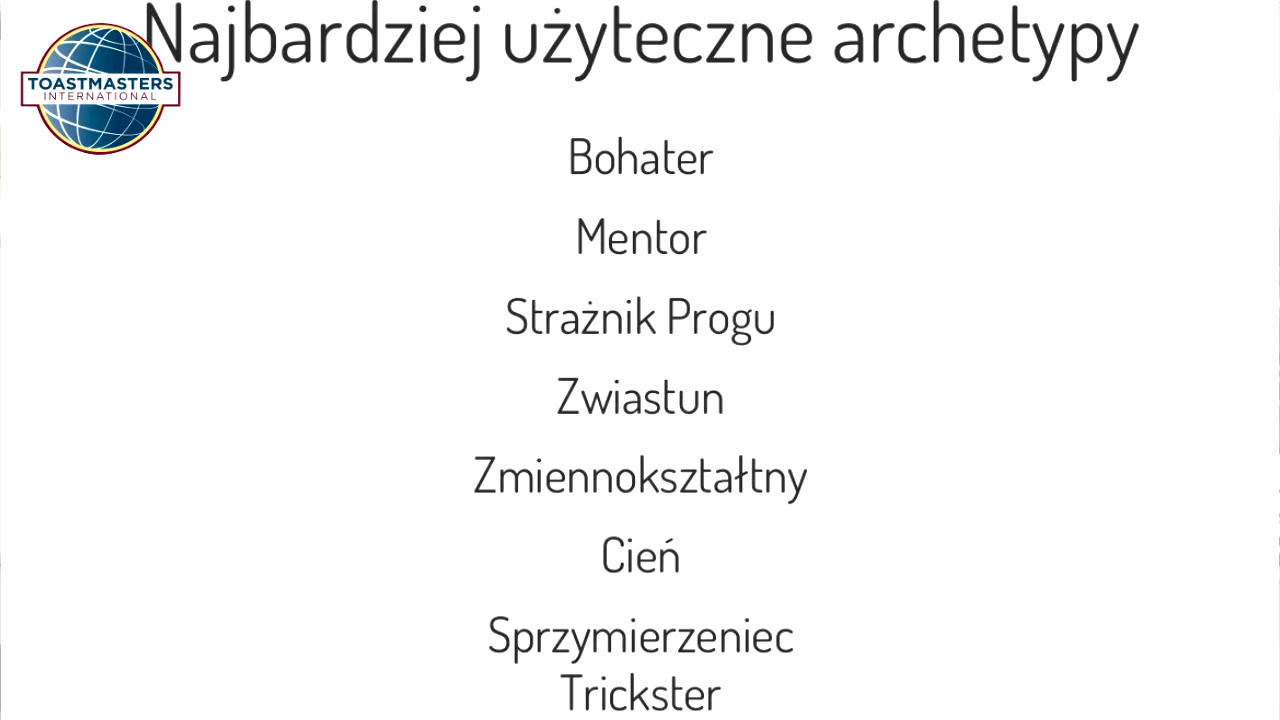 Najbardziej użyteczne archetypy
TOASTMASTERS
INTERNATIONAL
Bohater
Mentor
Strażnik Progu
Zwiastun
Zmiennokształtny
Cień
Sprzymierzeniec
Trickster